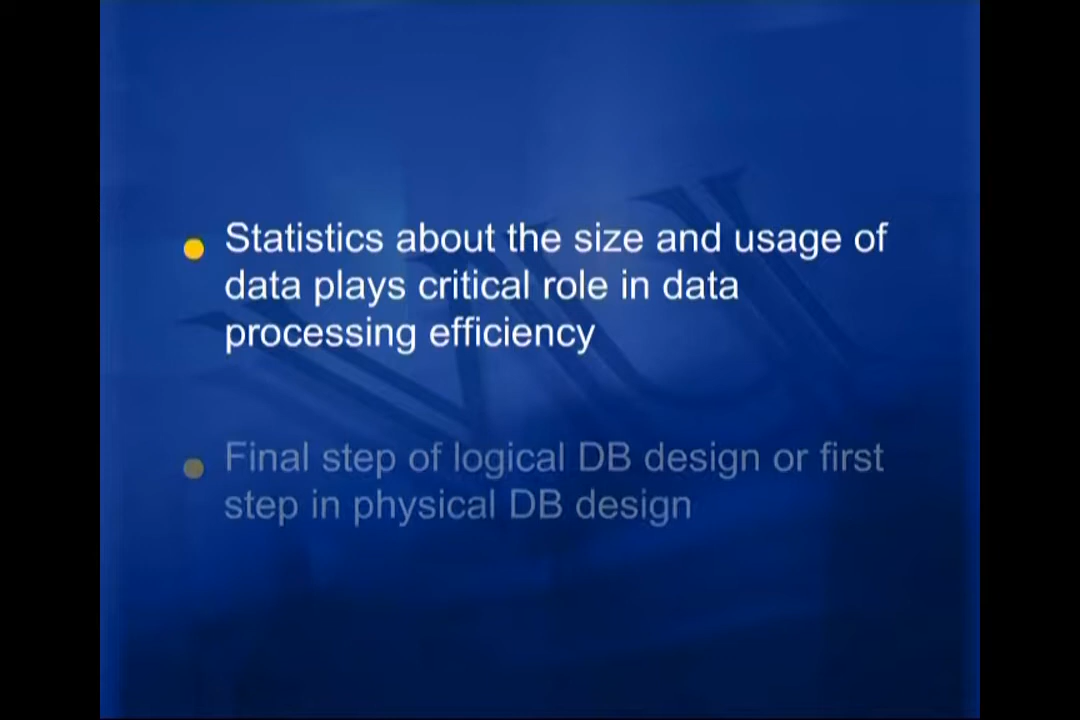 Statistics about the size and usage of
data plays critical role in data
processing efficiency
Final step of logical DB design or first
step in physical DB design
VU